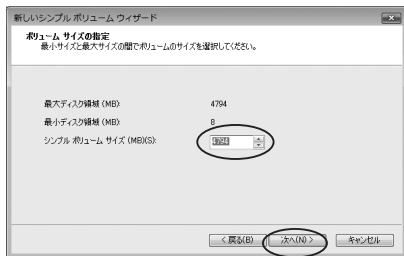 新しいシンプル ボリューム ウィザード
ボリューム サイズの指定
最小サイズと最大サイズの間でボリュームのサイズを選択してください。
最大ディスク領域 (MB): 4794
最小ディスク領域 (MB): 8
シンプル ボリューム サイズ (MB)(S): 4794
< 戻る(B) 次へ(N) > キャンセル